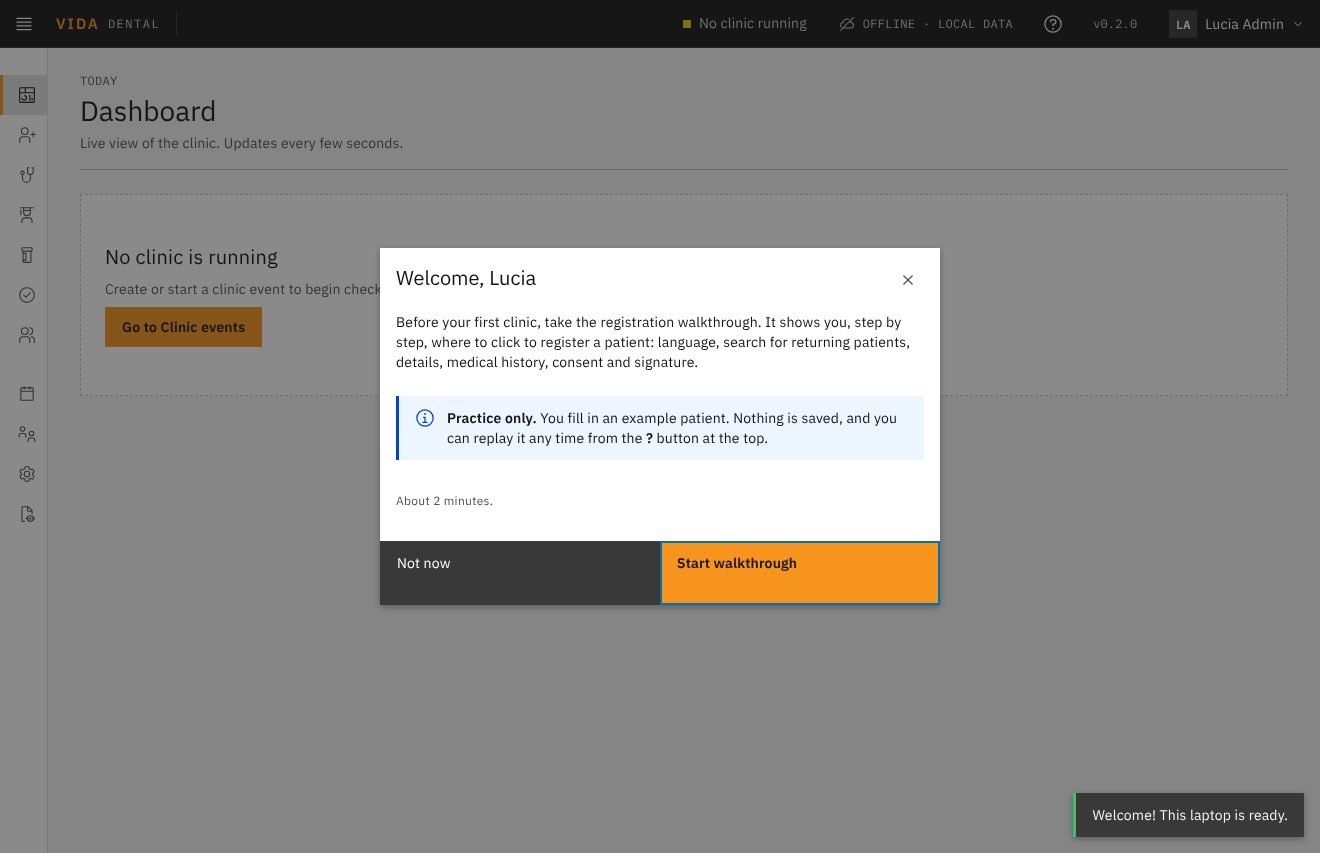 VIDA DENTAL
No clinic running
OFFLINE · LOCAL DATA
v0.2.0
LA
Lucia Admin
TODAY
Dashboard
Live view of the clinic. Updates every few seconds.
No clinic is running
Create or start a clinic event to begin check
Go to Clinic events
Welcome, Lucia
Before your first clinic, take the registration walkthrough. It shows you, step by
step, where to click to register a patient: language, search for returning patients,
details, medical history, consent and signature.
Practice only. You fill in an example patient. Nothing is saved, and you
can replay it any time from the ? button at the top.
About 2 minutes.
Not now
Start walkthrough
Welcome! This laptop is ready.